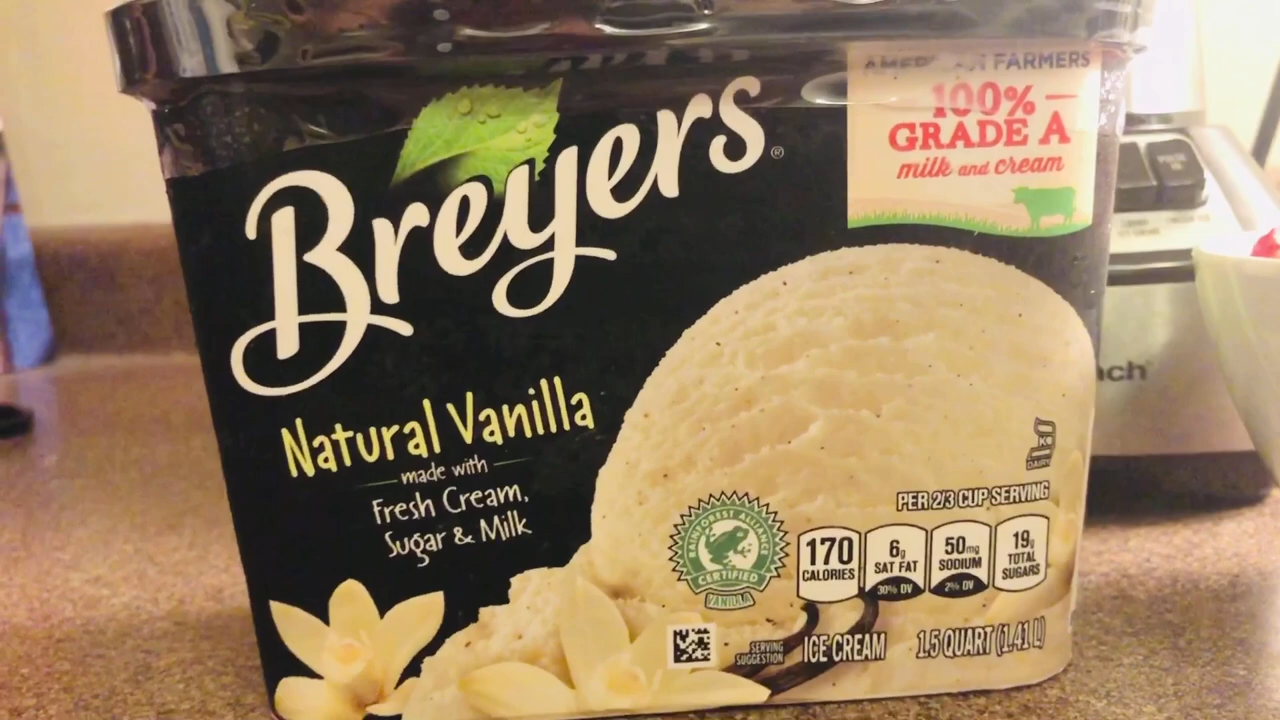 Breyers®
AMERICAN FARMERS
100%
GRADE A
milk and cream
Natural Vanilla
made with
Fresh Cream,
Sugar & Milk
K
DAIRY
PER 2/3 CUP SERVING
170
CALORIES
6g
SAT FAT
30% DV
50mg
SODIUM
2% DV
19g
TOTAL
SUGARS
RAINFOREST ALLIANCE
CERTIFIED
VANILLA
SERVING
SUGGESTION
ICE CREAM
1.5 QUART (1.41 L)
ach